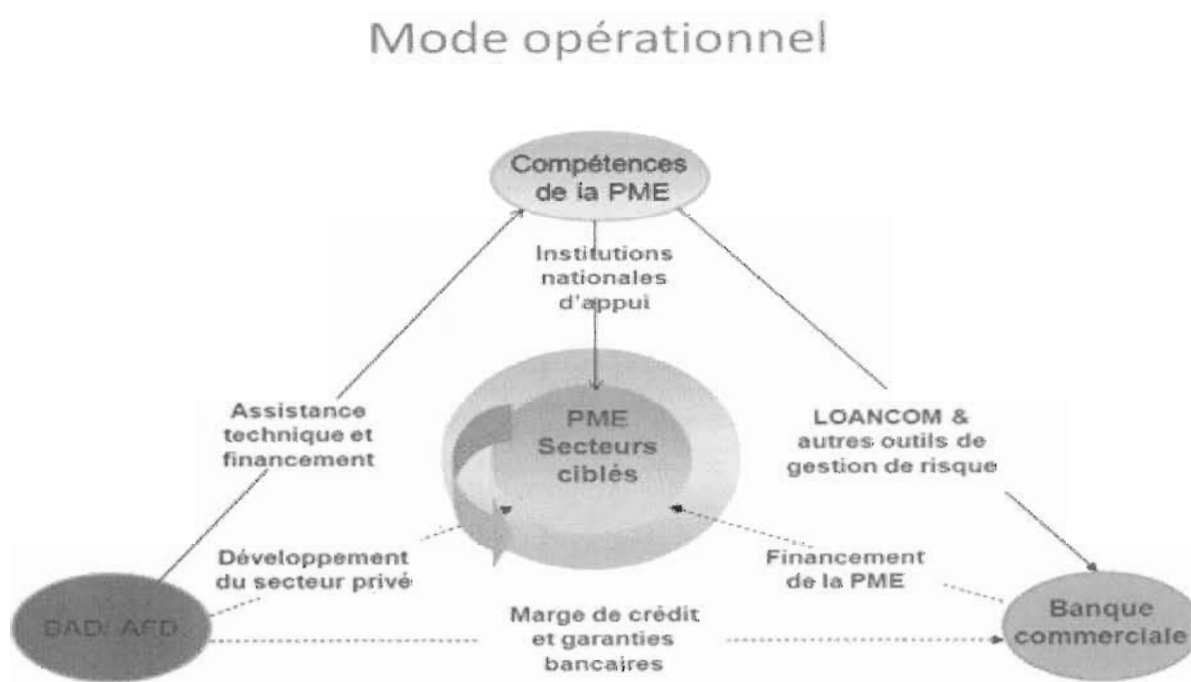 Mode opérationnel
Compétences
de la PME
Institutions
nationales
d'appui
PME
Secteurs
ciblés
Assistance
technique et
financement
LOANCOM &
autres outils de
gestion de risque
Développement
du secteur privé
Financement
de la PME
BAD/ AFD
Marge de crédit
et garanties
bancaires
Banque
commerciale